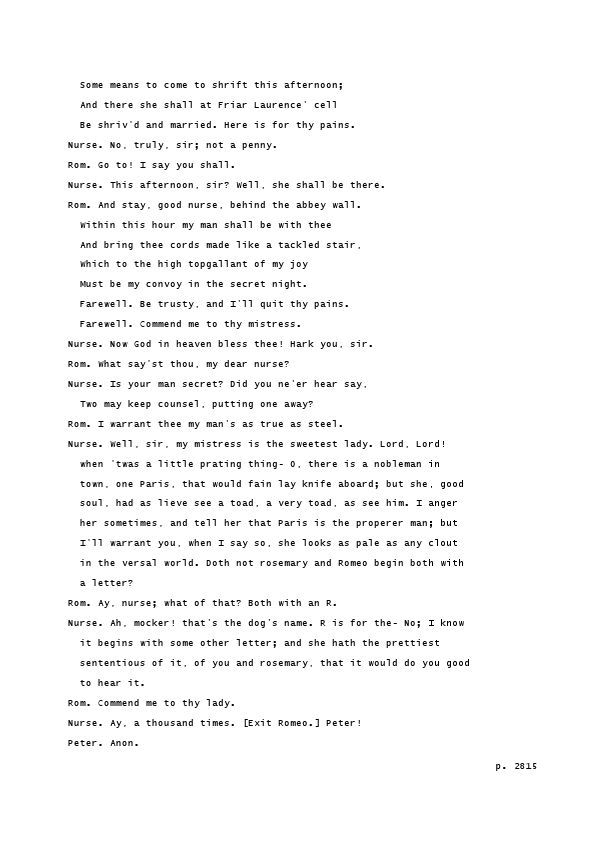 Some means to come to shrift this afternoon;
And there she shall at Friar Laurence' cell
Be shriv'd and married. Here is for thy pains.
Nurse. No, truly, sir; not a penny.
Rom. Go to! I say you shall.
Nurse. This afternoon, sir? Well, she shall be there.
Rom. And stay, good nurse, behind the abbey wall.
Within this hour my man shall be with thee
And bring thee cords made like a tackled stair,
Which to the high topgallant of my joy
Must be my convoy in the secret night.
Farewell. Be trusty, and I'll quit thy pains.
Farewell. Commend me to thy mistress.
Nurse. Now God in heaven bless thee! Hark you, sir.
Rom. What say'st thou, my dear nurse?
Nurse. Is your man secret? Did you ne'er hear say,
Two may keep counsel, putting one away?
Rom. I warrant thee my man's as true as steel.
Nurse. Well, sir, my mistress is the sweetest lady. Lord, Lord!
when 'twas a little prating thing- O, there is a nobleman in
town, one Paris, that would fain lay knife aboard; but she, good
soul, had as lieve see a toad, a very toad, as see him. I anger
her sometimes, and tell her that Paris is the properer man; but
I'll warrant you, when I say so, she looks as pale as any clout
in the versal world. Doth not rosemary and Romeo begin both with
a letter?
Rom. Ay, nurse; what of that? Both with an R.
Nurse. Ah, mocker! that's the dog's name. R is for the- No; I know
it begins with some other letter; and she hath the prettiest
sententious of it, of you and rosemary, that it would do you good
to hear it.
Rom. Commend me to thy lady.
Nurse. Ay, a thousand times. [Exit Romeo.] Peter!
Peter. Anon.
p. 2815